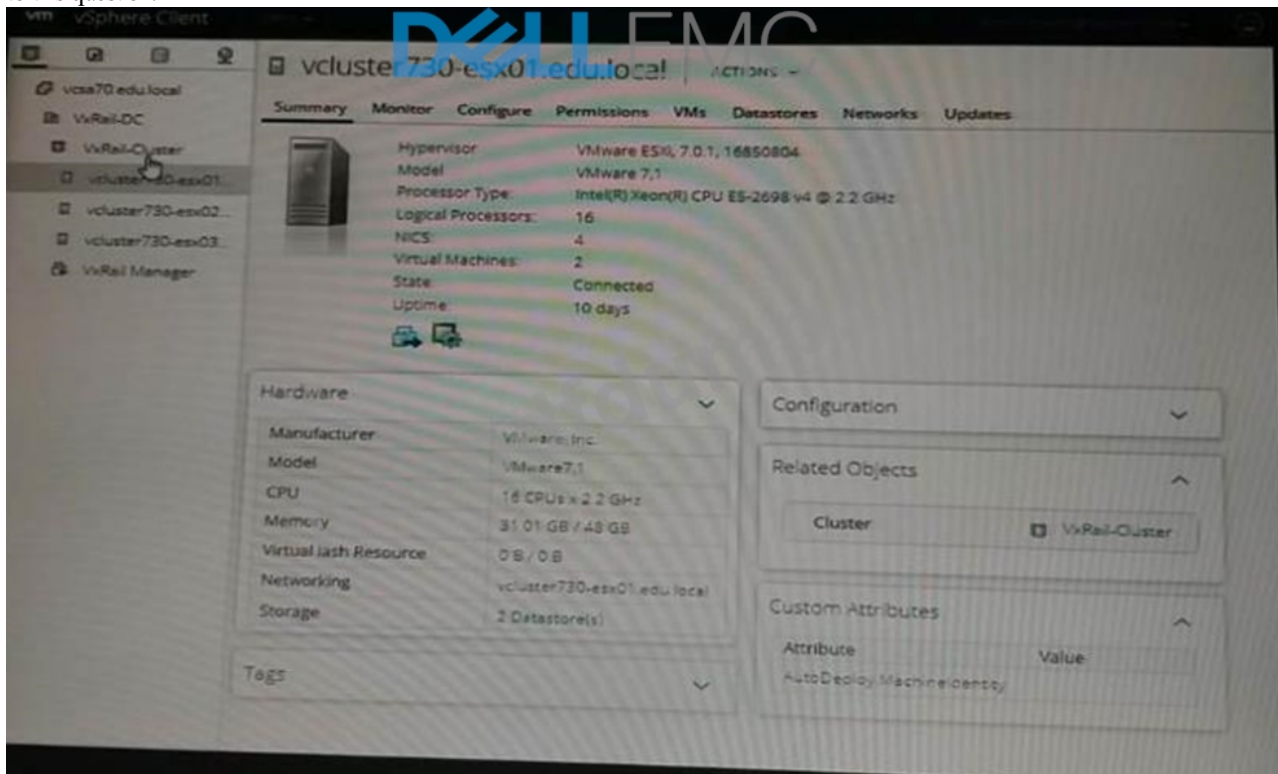 vm vSphere Client
DELL EMC
vcluster730-esx01.edu.local ACTIONS
vcsa70.edu.local
VxRail-DC
VxRail-Cluster
vcluster730-esx01...
vcluster730-esx02...
vcluster730-esx03...
VxRail Manager
Summary Monitor Configure Permissions VMs Datastores Networks Updates
Hypervisor VMware ESXi, 7.0.1, 16850804
Model VMware 7,1
Processor Type: Intel(R) Xeon(R) CPU E5-2698 v4 @ 2.2 GHz
Logical Processors: 16
NICS: 4
Virtual Machines: 2
State: Connected
Uptime: 10 days
Hardware
Manufacturer VMware, Inc.
Model VMware7,1
CPU 16 CPUs x 2.2 GHz
Memory 31.01 GB / 48 GB
Virtual lash Resource 0 B / 0 B
Networking vcluster730-esx01.edu.local
Storage 2 Datastore(s)
Tags
Configuration
Related Objects
Cluster VxRail-Cluster
Custom Attributes
Attribute Value
AutoDeploy.MachineIdentity